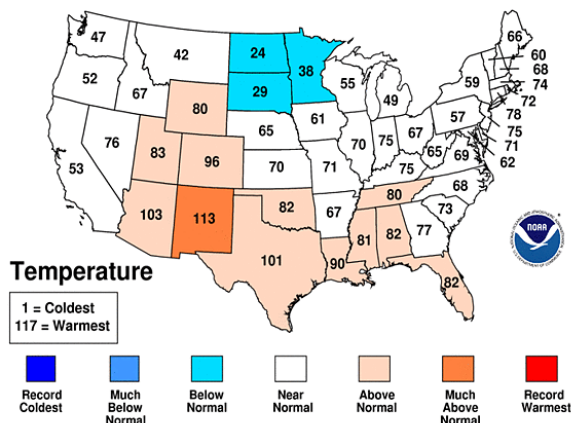 47
42
24
38
66
52
67
29
55
49
59
60
68
74
72
57
78
75
71
62
80
65
61
76
83
96
70
71
70
75
67
65
69
75
53
103
113
82
67
80
68
73
101
90
81
82
77
82
NOAA
Temperature
1 = Coldest
117 = Warmest
Record
Coldest
Much
Below
Normal
Below
Normal
Near
Normal
Above
Normal
Much
Above
Normal
Record
Warmest